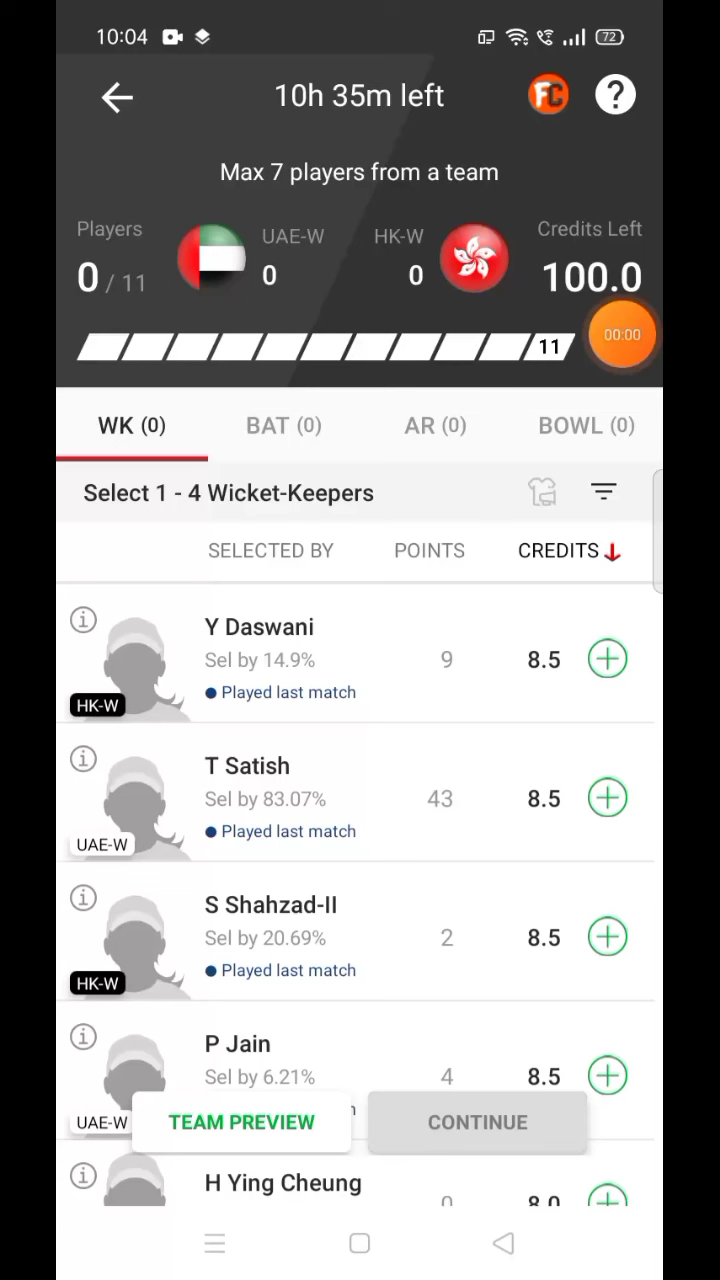 10:04
72
10h 35m left
FC
?
Max 7 players from a team
Players
UAE-W
HK-W
Credits Left
0 / 11
0
0
100.0
11
00:00
WK (0)
BAT (0)
AR (0)
BOWL (0)
Select 1 - 4 Wicket-Keepers
SELECTED BY
POINTS
CREDITS
Y Daswani
Sel by 14.9%
9
8.5
Played last match
HK-W
T Satish
Sel by 83.07%
43
8.5
Played last match
UAE-W
S Shahzad-II
Sel by 20.69%
2
8.5
Played last match
HK-W
P Jain
Sel by 6.21%
4
8.5
UAE-W
TEAM PREVIEW
CONTINUE
H Ying Cheung
0
8.0